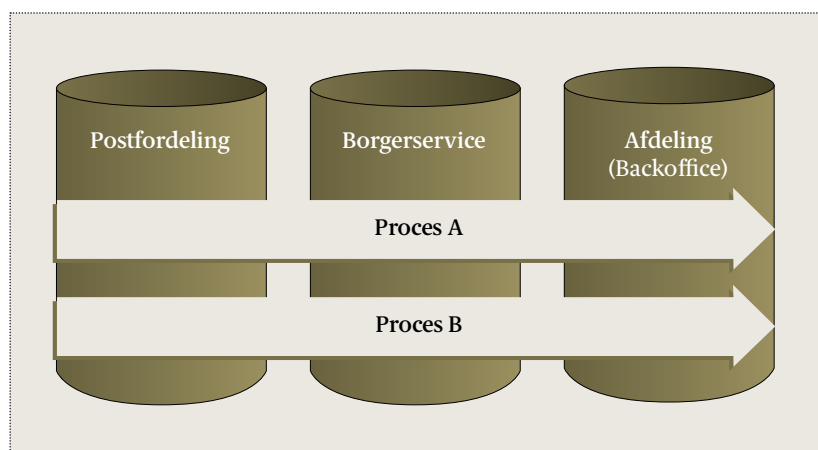 Postfordeling
Borgerservice
Afdeling
(Backoffice)
Proces A
Proces B